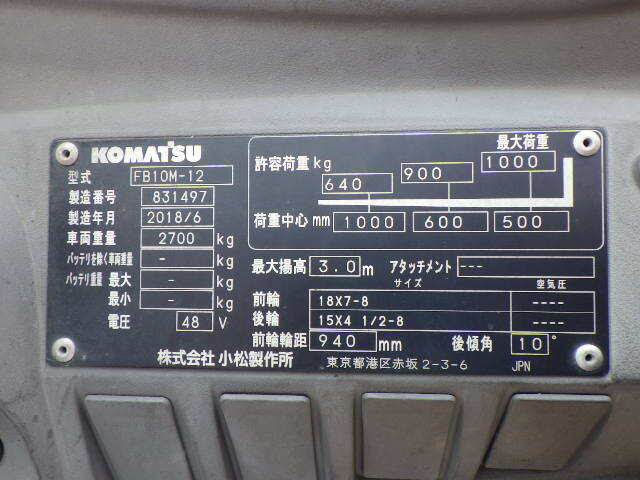 KOMATSU
型式 FB10M-12
製造番号 831497
製造年月 2018/6
車両重量 2700 kg
バッテリを除く車両重量 - kg
バッテリ重量 最大 - kg
最小 - kg
電圧 48 V
最大荷重
許容荷重 kg 640 900 1000
荷重中心 mm 1000 600 500
最大揚高 3.0 m アタッチメント ---
サイズ 空気圧
前輪 18X7-8 ----
後輪 15X4 1/2-8 ----
前輪輪距 940 mm 後傾角 10°
株式会社 小松製作所 東京都港区赤坂2-3-6 JPN